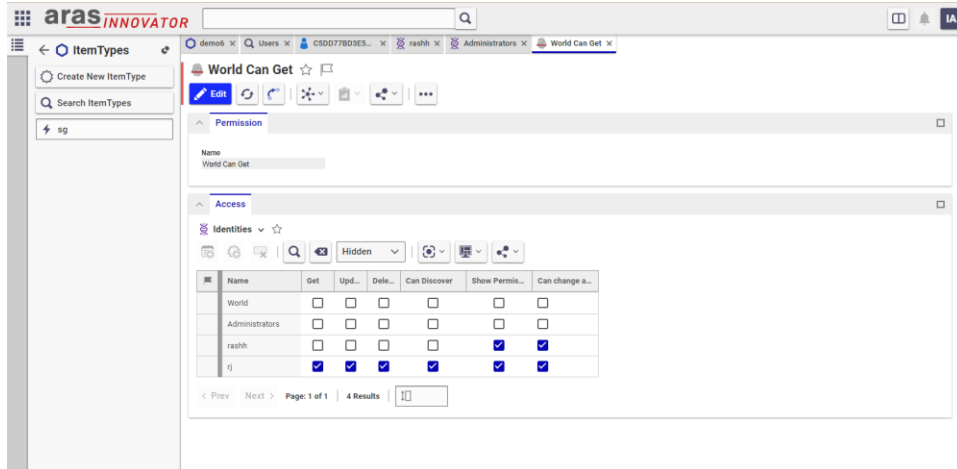 aras INNOVATOR
IA
ItemTypes
Create New ItemType
Search ItemTypes
sg
demo6 Users C5DD77BD3E5... rashh Administrators World Can Get
World Can Get
Edit
Permission
Name
World Can Get
Access
Identities
Hidden
Name Get Upd... Dele... Can Discover Show Permis... Can change a...
World
Administrators
rashh
rj
< Prev Next > Page: 1 of 1 4 Results